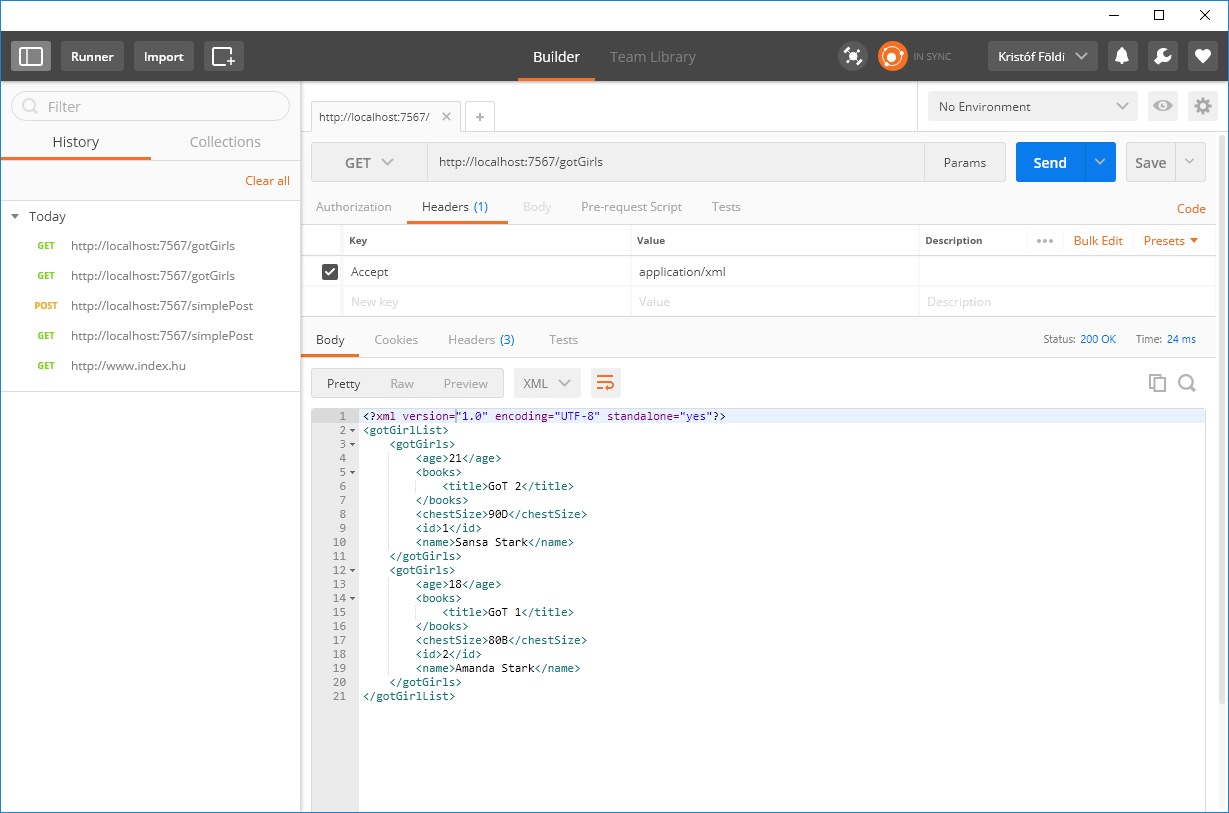 Runner Import Builder Team Library IN SYNC Kristóf Földi
Filter
History Collections
Clear all
Today
GET http://localhost:7567/gotGirls
GET http://localhost:7567/gotGirls
POST http://localhost:7567/simplePost
GET http://localhost:7567/simplePost
GET http://www.index.hu
http://localhost:7567/ No Environment
GET http://localhost:7567/gotGirls Params Send Save
Authorization Headers (1) Body Pre-request Script Tests Code
Key Value Description Bulk Edit Presets
Accept application/xml
New key Value Description
Body Cookies Headers (3) Tests Status: 200 OK Time: 24 ms
Pretty Raw Preview XML
1 <?xml version="1.0" encoding="UTF-8" standalone="yes"?>
2 <gotGirlList>
3 <gotGirls>
4 <age>21</age>
5 <books>
6 <title>GoT 2</title>
7 </books>
8 <chestSize>90D</chestSize>
9 <id>1</id>
10 <name>Sansa Stark</name>
11 </gotGirls>
12 <gotGirls>
13 <age>18</age>
14 <books>
15 <title>GoT 1</title>
16 </books>
17 <chestSize>80B</chestSize>
18 <id>2</id>
19 <name>Amanda Stark</name>
20 </gotGirls>
21 </gotGirlList>